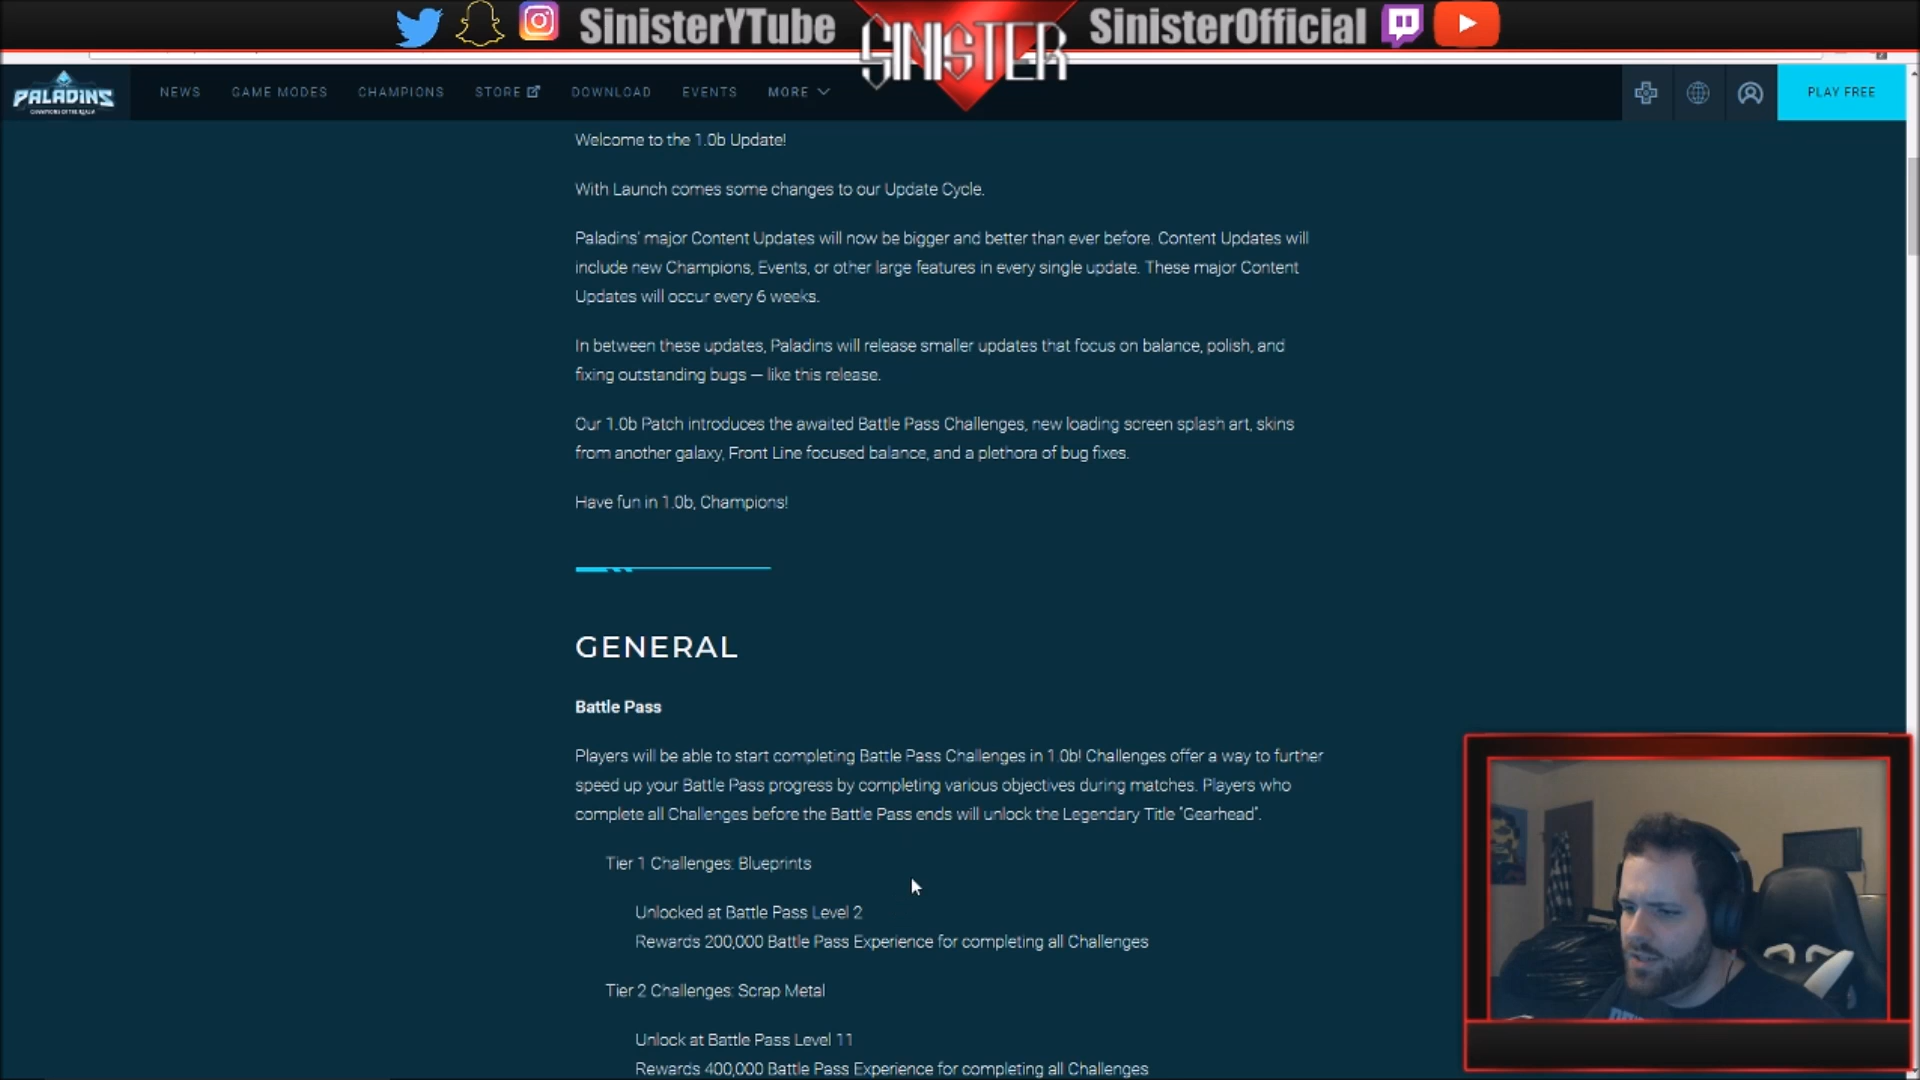 SinisterYTube
SINISTER
SinisterOfficial
PALADINS
CHAMPIONS OF THE REALM
NEWS
GAME MODES
CHAMPIONS
STORE
DOWNLOAD
EVENTS
MORE
PLAY FREE
Welcome to the 1.0b Update!
With Launch comes some changes to our Update Cycle.
Paladins' major Content Updates will now be bigger and better than ever before. Content Updates will
include new Champions, Events, or other large features in every single update. These major Content
Updates will occur every 6 weeks.
In between these updates, Paladins will release smaller updates that focus on balance, polish, and
fixing outstanding bugs — like this release.
Our 1.0b Patch introduces the awaited Battle Pass Challenges, new loading screen splash art, skins
from another galaxy, Front Line focused balance, and a plethora of bug fixes.
Have fun in 1.0b, Champions!
GENERAL
Battle Pass
Players will be able to start completing Battle Pass Challenges in 1.0b! Challenges offer a way to further
speed up your Battle Pass progress by completing various objectives during matches. Players who
complete all Challenges before the Battle Pass ends will unlock the Legendary Title "Gearhead".
Tier 1 Challenges: Blueprints
Unlocked at Battle Pass Level 2
Rewards 200,000 Battle Pass Experience for completing all Challenges
Tier 2 Challenges: Scrap Metal
Unlock at Battle Pass Level 11
Rewards 400,000 Battle Pass Experience for completing all Challenges